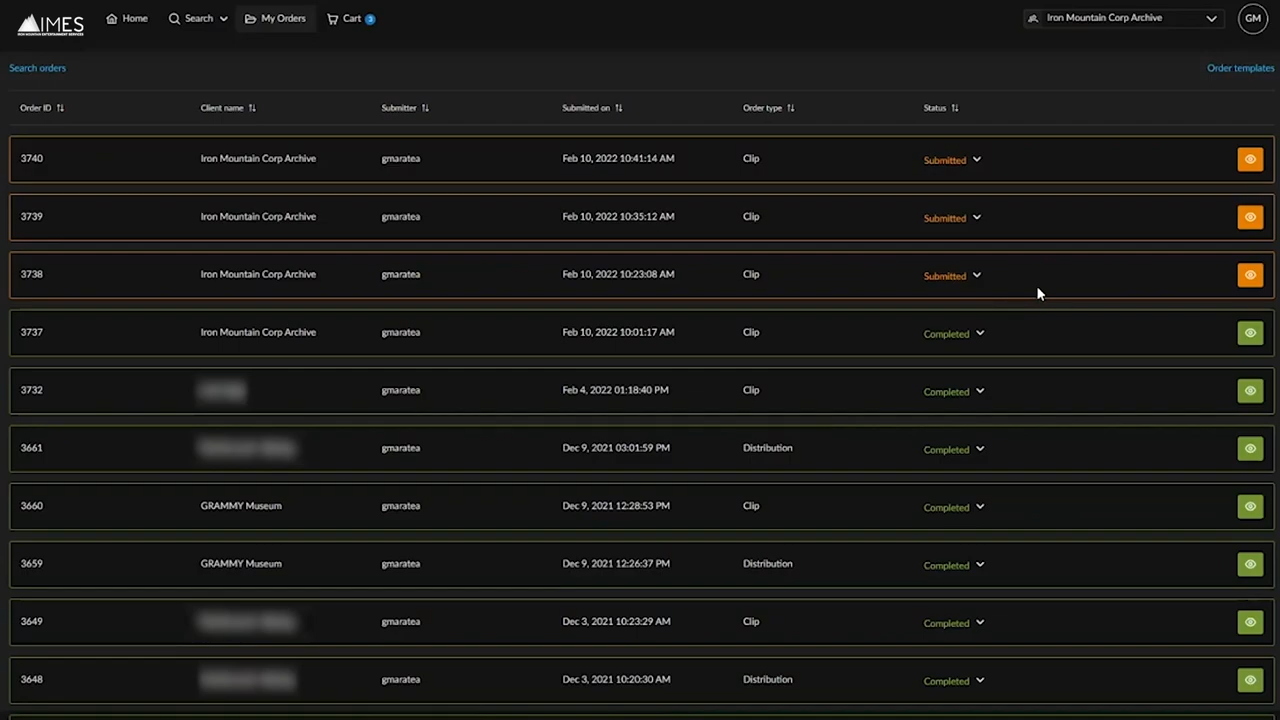 IMES
IRON MOUNTAIN ENTERTAINMENT SERVICES
Home Search My Orders Cart 3 Iron Mountain Corp Archive GM
Search orders Order templates
Order ID Client name Submitter Submitted on Order type Status
3740 Iron Mountain Corp Archive gmaratea Feb 10, 2022 10:41:14 AM Clip Submitted
3739 Iron Mountain Corp Archive gmaratea Feb 10, 2022 10:35:12 AM Clip Submitted
3738 Iron Mountain Corp Archive gmaratea Feb 10, 2022 10:23:08 AM Clip Submitted
3737 Iron Mountain Corp Archive gmaratea Feb 10, 2022 10:01:17 AM Clip Completed
3732 gmaratea Feb 4, 2022 01:18:40 PM Clip Completed
3661 gmaratea Dec 9, 2021 03:01:59 PM Distribution Completed
3660 GRAMMY Museum gmaratea Dec 9, 2021 12:28:53 PM Clip Completed
3659 GRAMMY Museum gmaratea Dec 9, 2021 12:26:37 PM Distribution Completed
3649 gmaratea Dec 3, 2021 10:23:29 AM Clip Completed
3648 gmaratea Dec 3, 2021 10:20:30 AM Distribution Completed